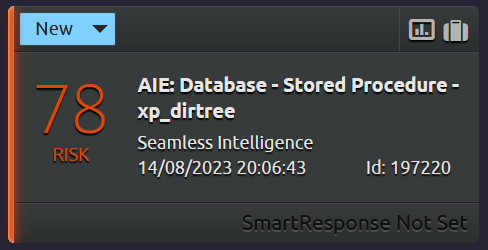 New
78
RISK
AIE: Database - Stored Procedure -
xp_dirtree
Seamless Intelligence
14/08/2023 20:06:43 Id: 197220
SmartResponse Not Set